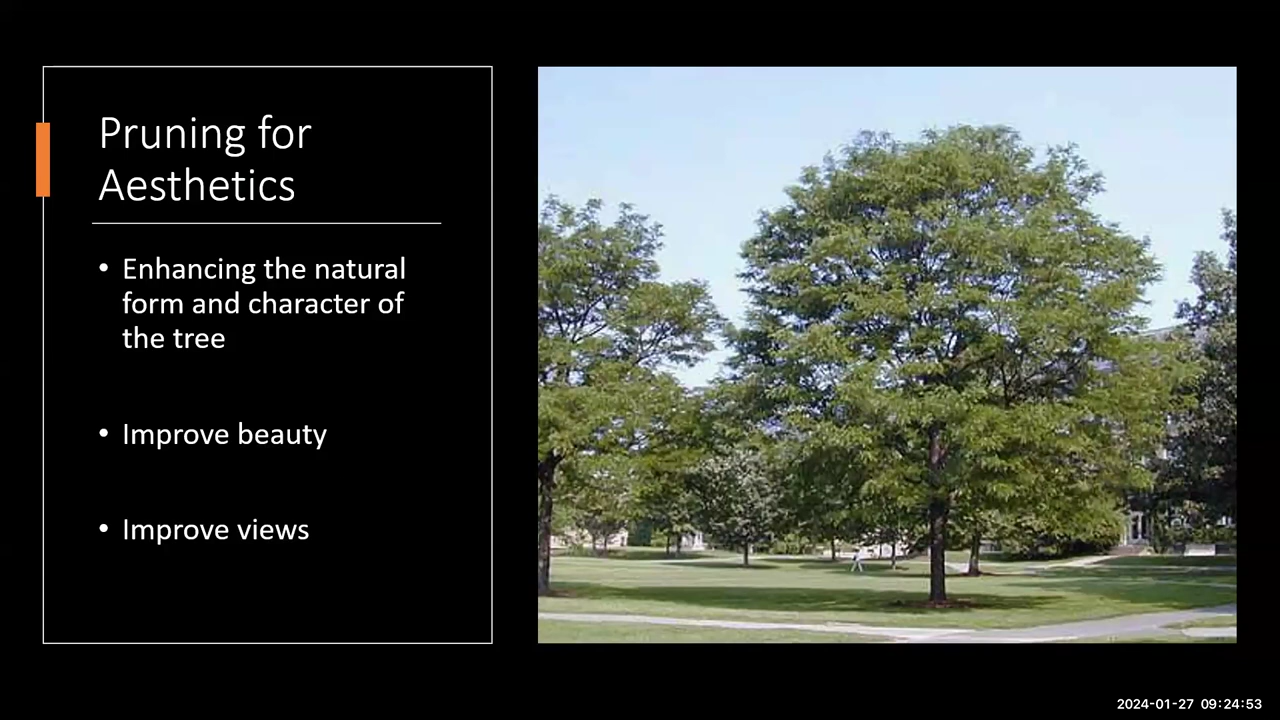 Pruning for
Aesthetics
• Enhancing the natural
form and character of
the tree
• Improve beauty
• Improve views
2024-01-27 09:24:53